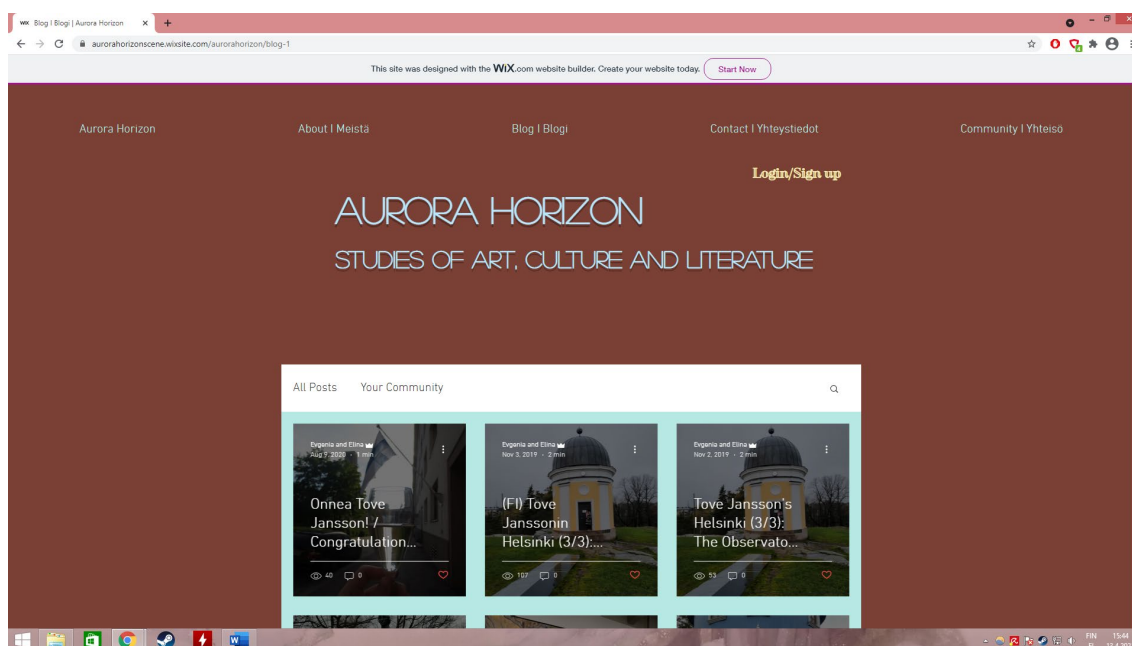 Blog I Blogi | Aurora Horizon
aurorahorizonscene.wixsite.com/aurorahorizon/blog-1
This site was designed with the WiX.com website builder. Create your website today. Start Now
Aurora Horizon About I Meistä Blog I Blogi Contact I Yhteystiedot Community I Yhteisö
Login/Sign up
AURORA HORIZON
STUDIES OF ART, CULTURE AND LITERATURE
All Posts Your Community
Evgenia and Elina
Aug 9, 2020 · 1 min
Onnea Tove
Jansson! /
Congratulation...
40 0
Evgenia and Elina
Nov 3, 2019 · 2 min
(FI) Tove
Janssonin
Helsinki (3/3):...
107 0
Evgenia and Elina
Nov 2, 2019 · 2 min
Tove Jansson's
Helsinki (3/3):
The Observato...
53 0
FIN 15:44